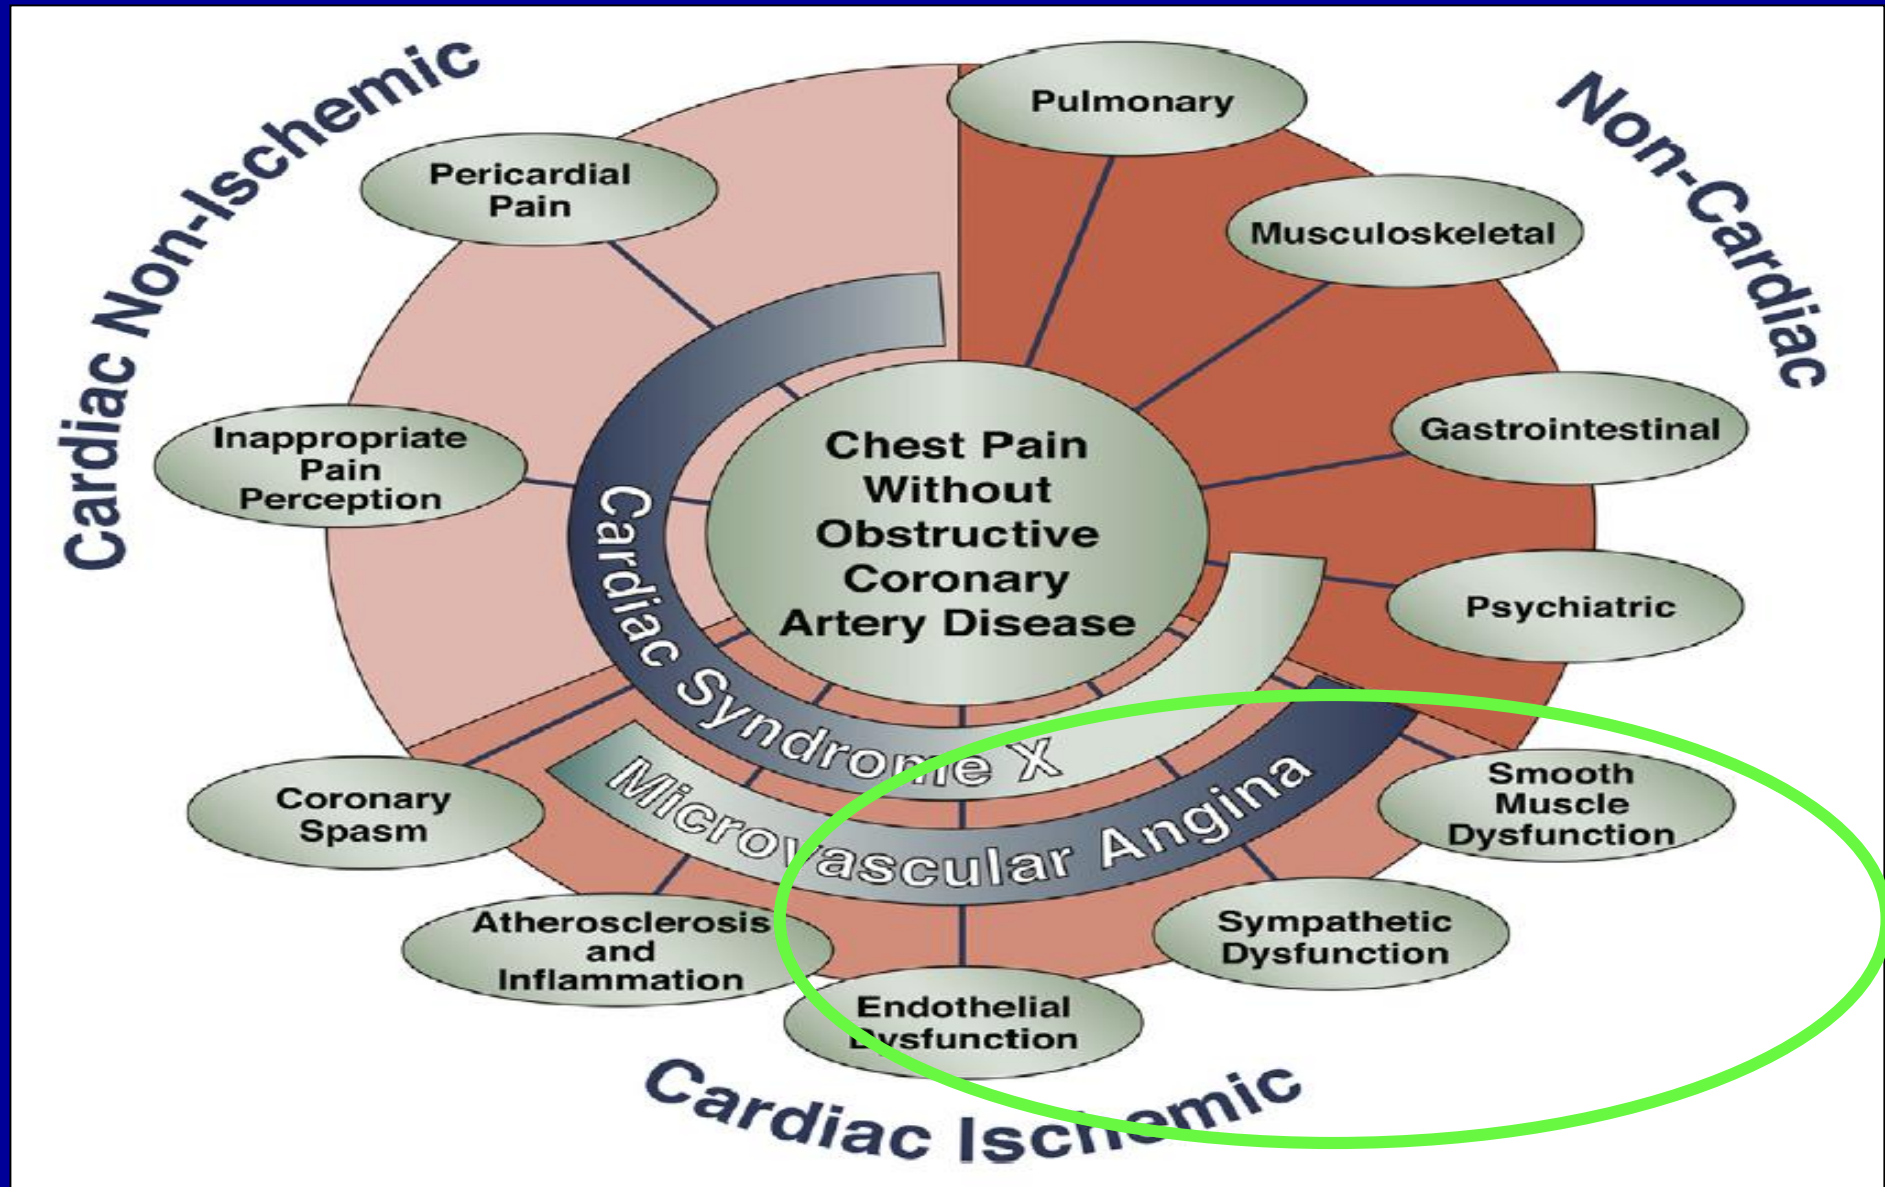 Cardiac Non-Ischemic
Non-Cardiac
Pulmonary
Pericardial
Pain
Musculoskeletal
Inappropriate
Pain
Perception
Gastrointestinal
Chest Pain
Without
Obstructive
Coronary
Artery Disease
Psychiatric
Cardiac Syndrome X
Microvascular Angina
Coronary
Spasm
Smooth
Muscle
Dysfunction
Atherosclerosis
and
Inflammation
Sympathetic
Dysfunction
Endothelial
Dysfunction
Cardiac Ischemic